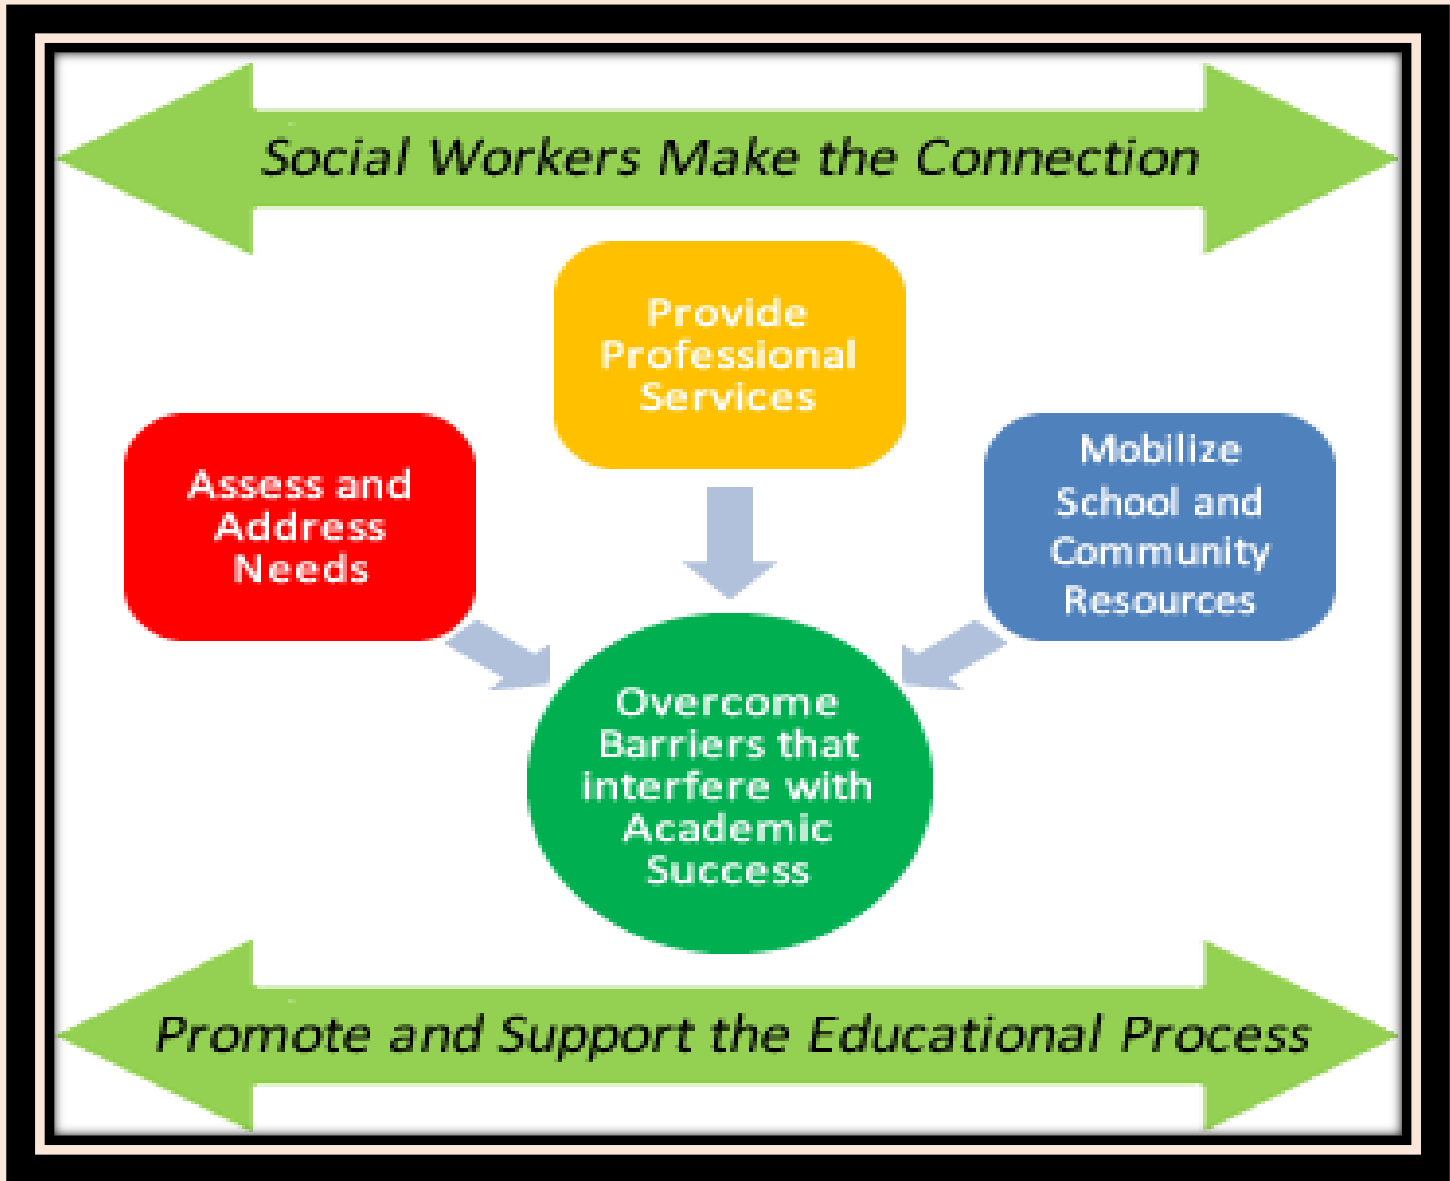 Social Workers Make the Connection
Provide
Professional
Services
Assess and
Address
Needs
Mobilize
School and
Community
Resources
Overcome
Barriers that
interfere with
Academic
Success
Promote and Support the Educational Process